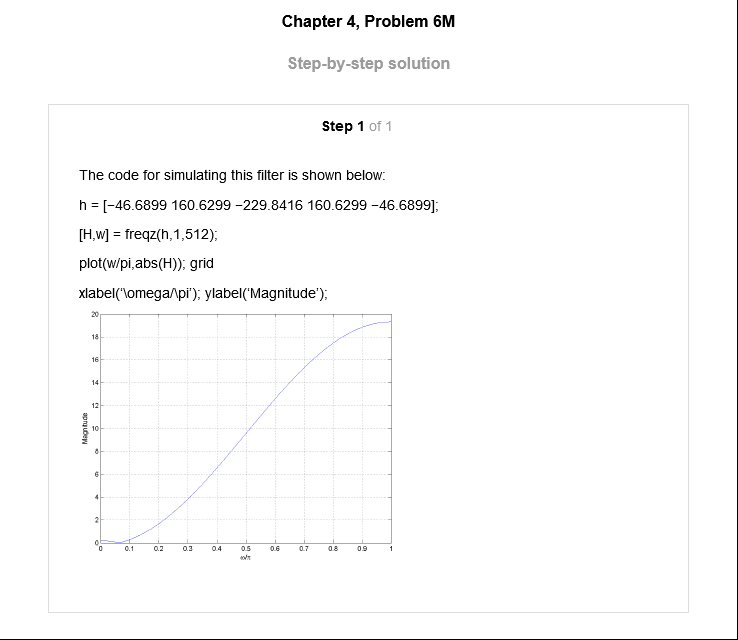 Chapter 4, Problem 6M
Step-by-step solution
Step 1 of 1
The code for simulating this filter is shown below:
h = [−46.6899 160.6299 −229.8416 160.6299 −46.6899];
[H,w] = freqz(h,1,512);
plot(w/pi,abs(H)); grid
xlabel(‘\omega/\pi’); ylabel(‘Magnitude’);
20
18
16
14
12
10
8
6
4
2
0
Magnitude
0 0.1 0.2 0.3 0.4 0.5 0.6 0.7 0.8 0.9 1
ω/π